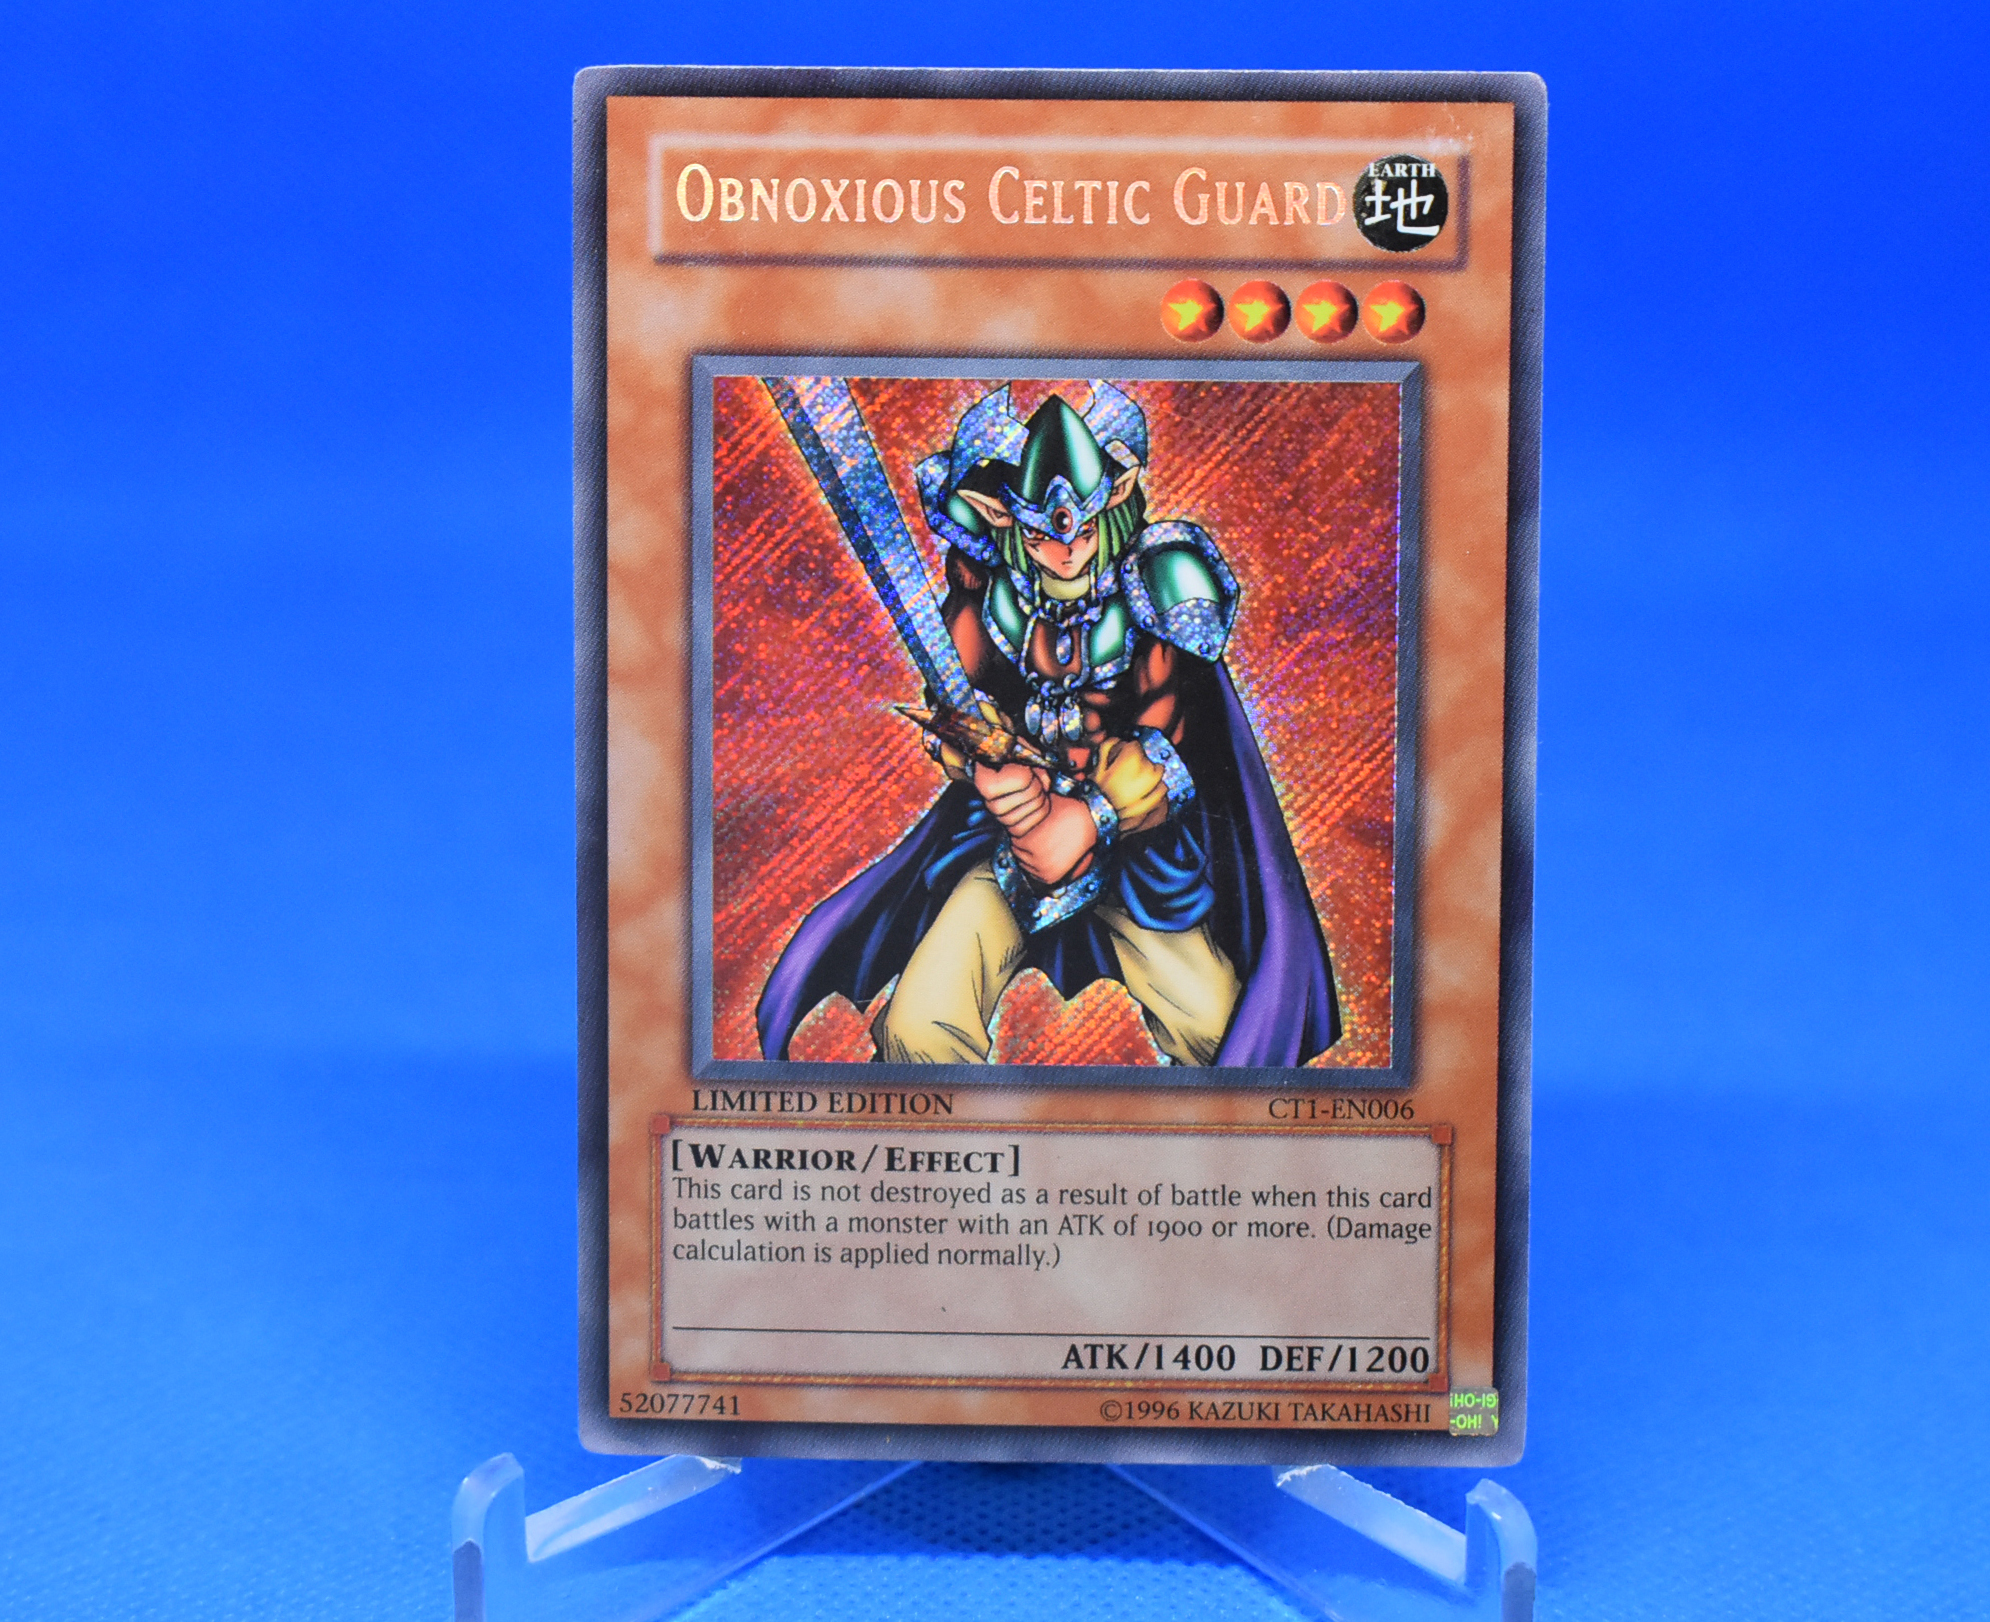 OBNOXIOUS CELTIC GUARD
EARTH
地
LIMITED EDITION
CT1-EN006
[WARRIOR/EFFECT]
This card is not destroyed as a result of battle when this card
battles with a monster with an ATK of 1900 or more. (Damage
calculation is applied normally.)
ATK/1400 DEF/1200
52077741
©1996 KAZUKI TAKAHASHI
-OH!